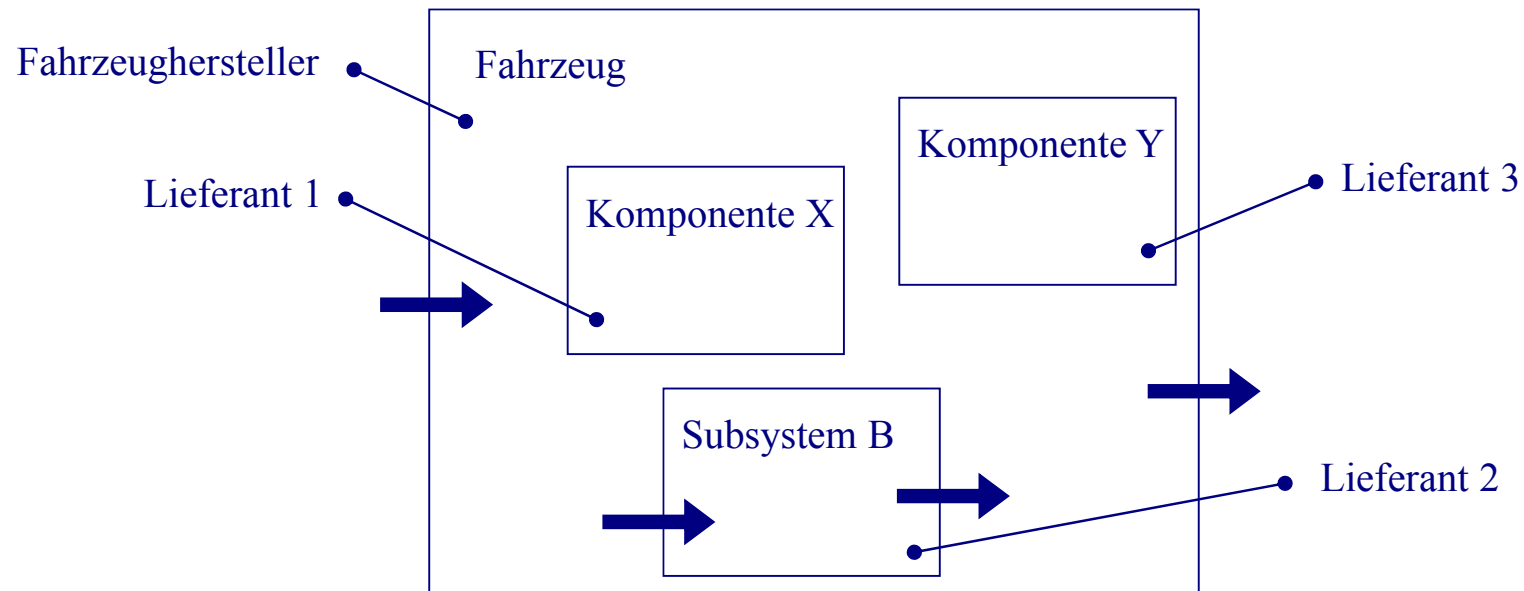 Fahrzeughersteller
Fahrzeug
Komponente Y
Lieferant 3
Lieferant 1
Komponente X
Subsystem B
Lieferant 2